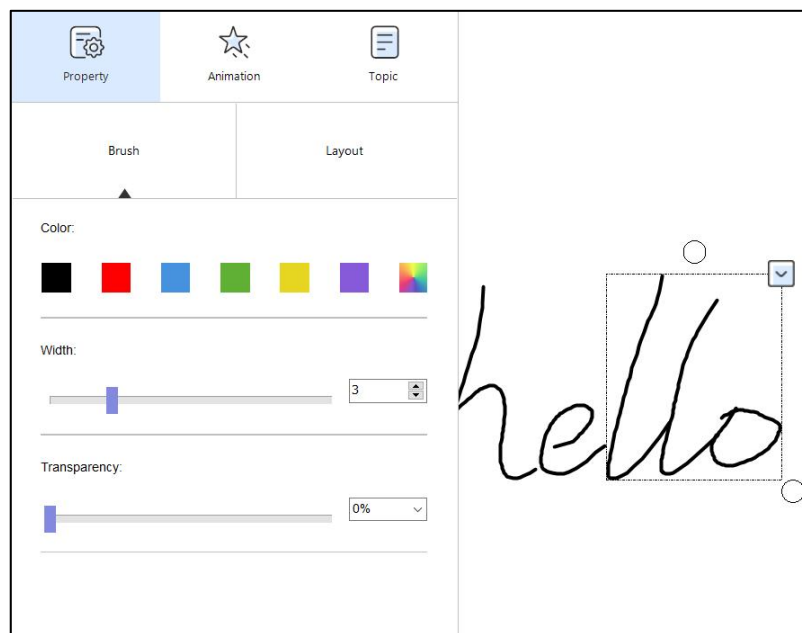 Property Animation Topic
Brush Layout
Color:
Width:
3
Transparency:
0%
hello